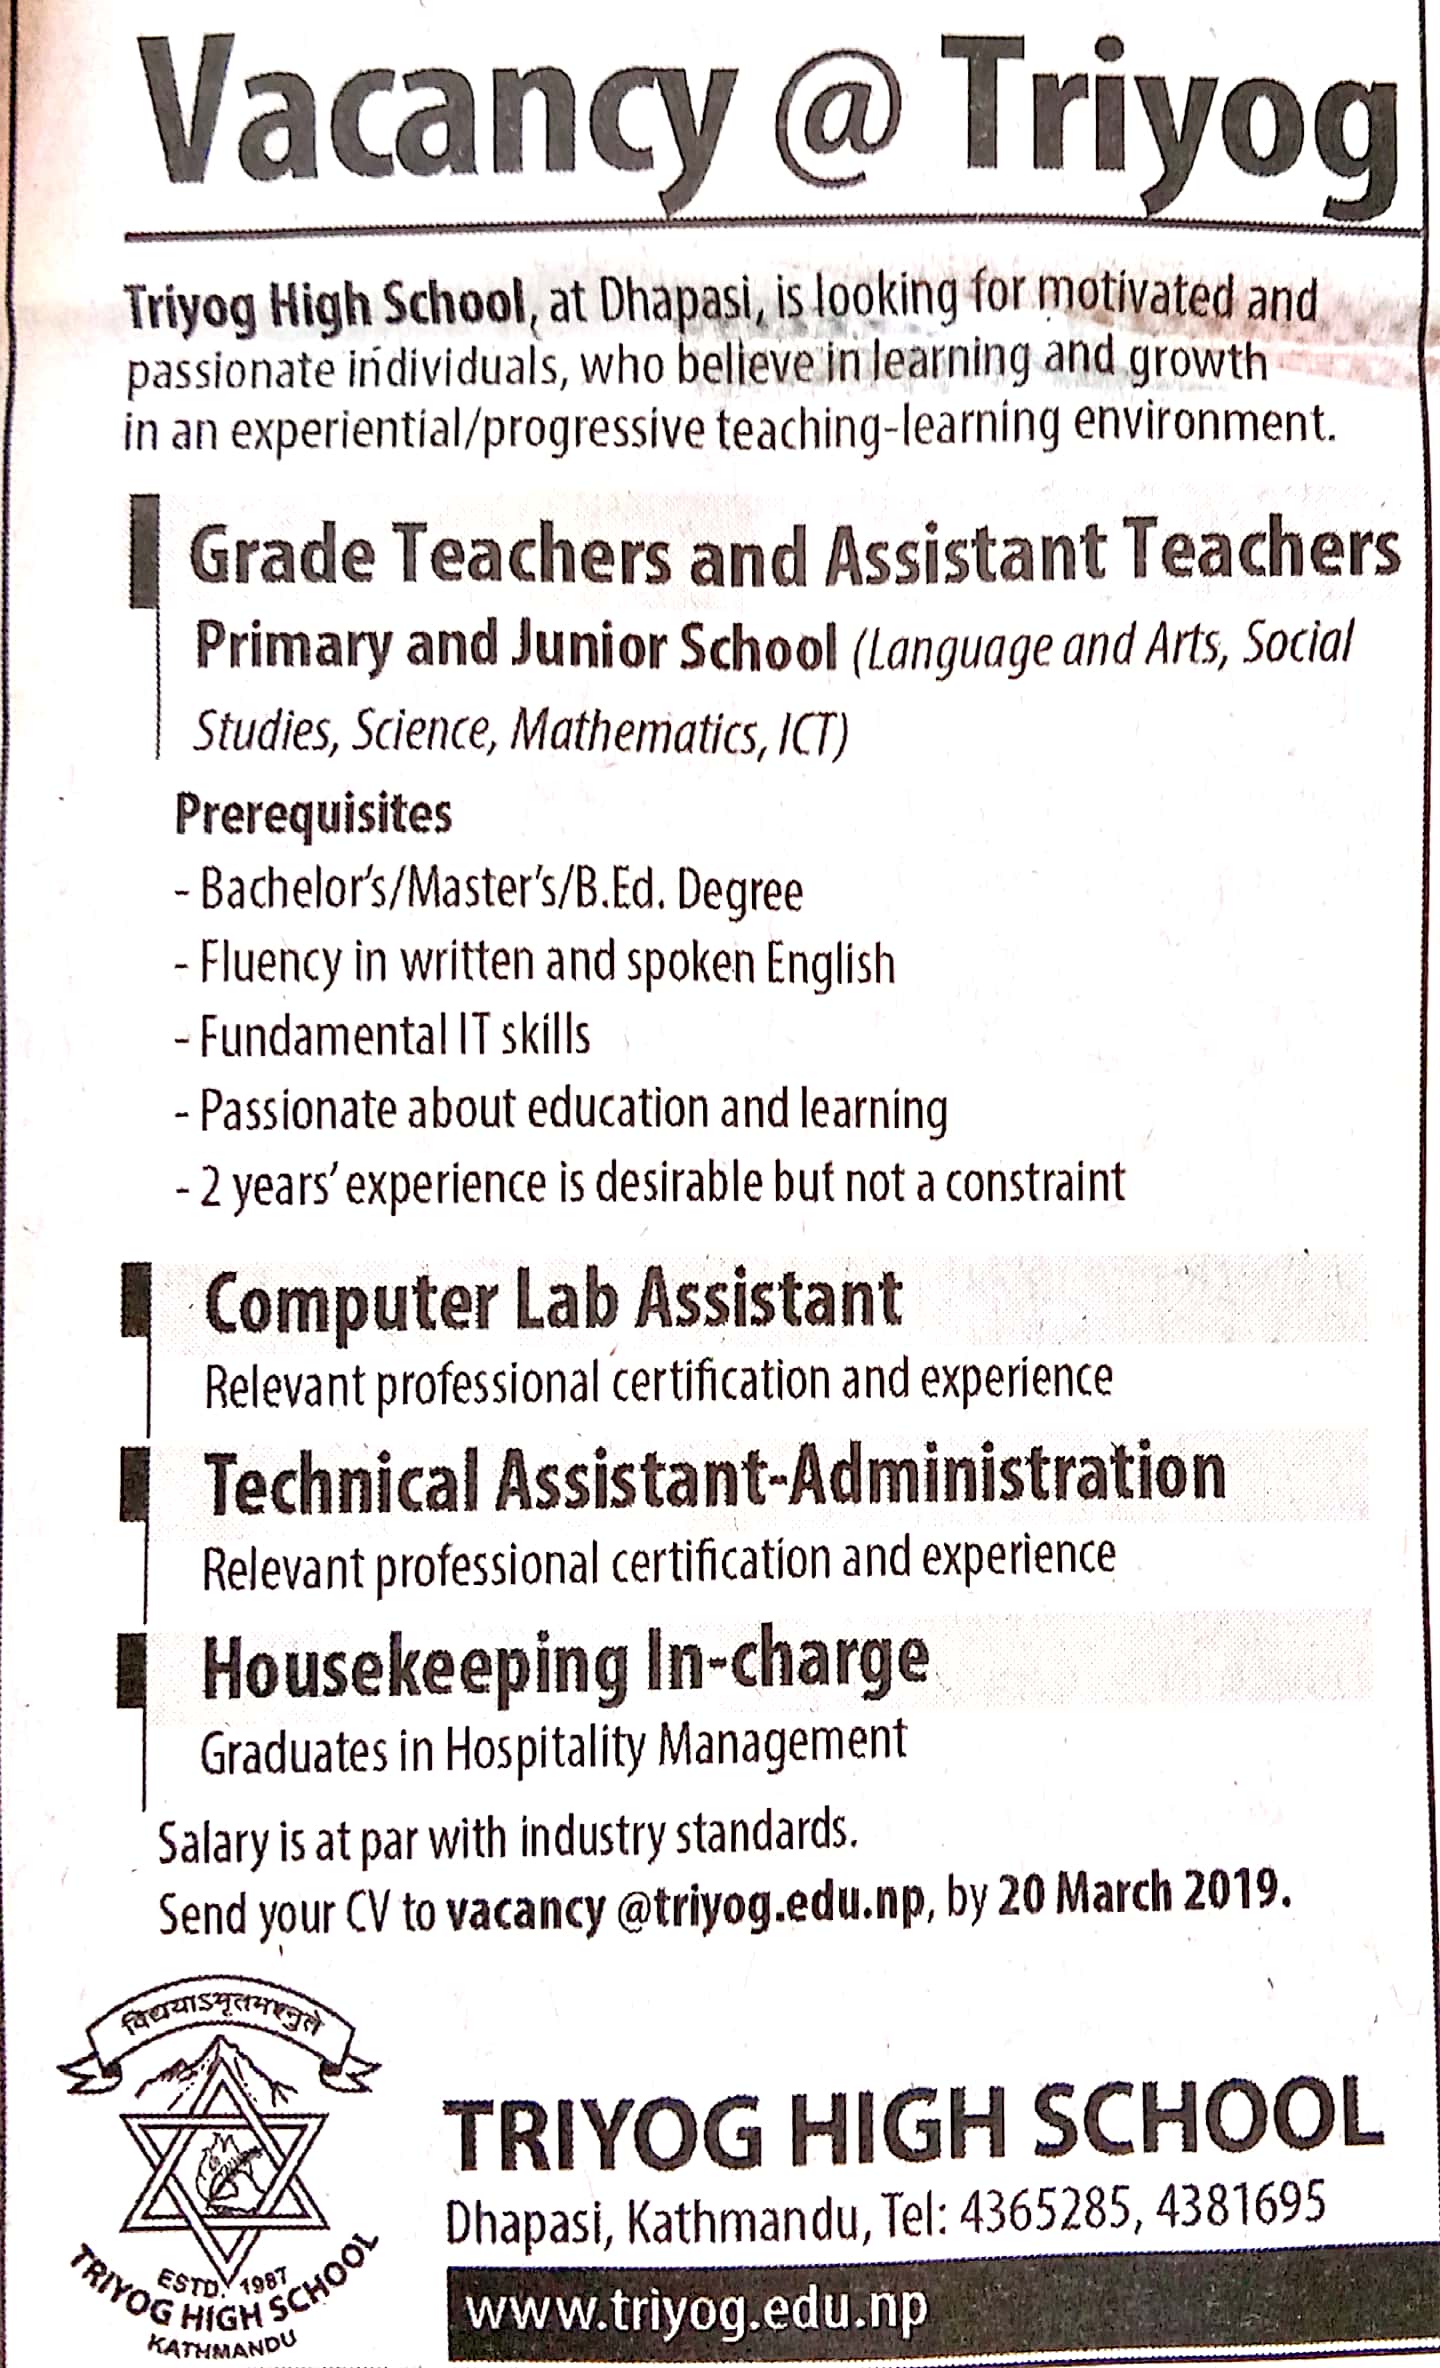 Vacancy @ Triyog
Triyog High School, at Dhapasi, is looking for motivated and
passionate individuals, who believe in learning and growth
in an experiential/progressive teaching-learning environment.
Grade Teachers and Assistant Teachers
Primary and Junior School (Language and Arts, Social
Studies, Science, Mathematics, ICT)
Prerequisites
- Bachelor's/Master's/B.Ed. Degree
- Fluency in written and spoken English
- Fundamental IT skills
- Passionate about education and learning
- 2 years' experience is desirable but not a constraint
Computer Lab Assistant
Relevant professional certification and experience
Technical Assistant-Administration
Relevant professional certification and experience
Housekeeping In-charge
Graduates in Hospitality Management
Salary is at par with industry standards.
Send your CV to vacancy @triyog.edu.np, by 20 March 2019.
विद्ययाऽमृतमश्नुते
ESTD. 1987
TRIYOG HIGH SCHOOL
KATHMANDU
TRIYOG HIGH SCHOOL
Dhapasi, Kathmandu, Tel: 4365285, 4381695
www.triyog.edu.np